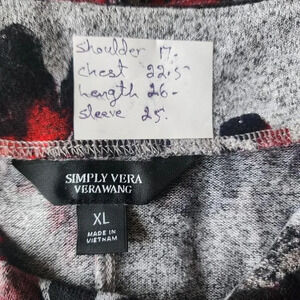 shoulder 17.
chest 22.5
Length 26-
sleeve 25.
SIMPLY VERA
VERAWANG
XL
MADE IN
VIETNAM